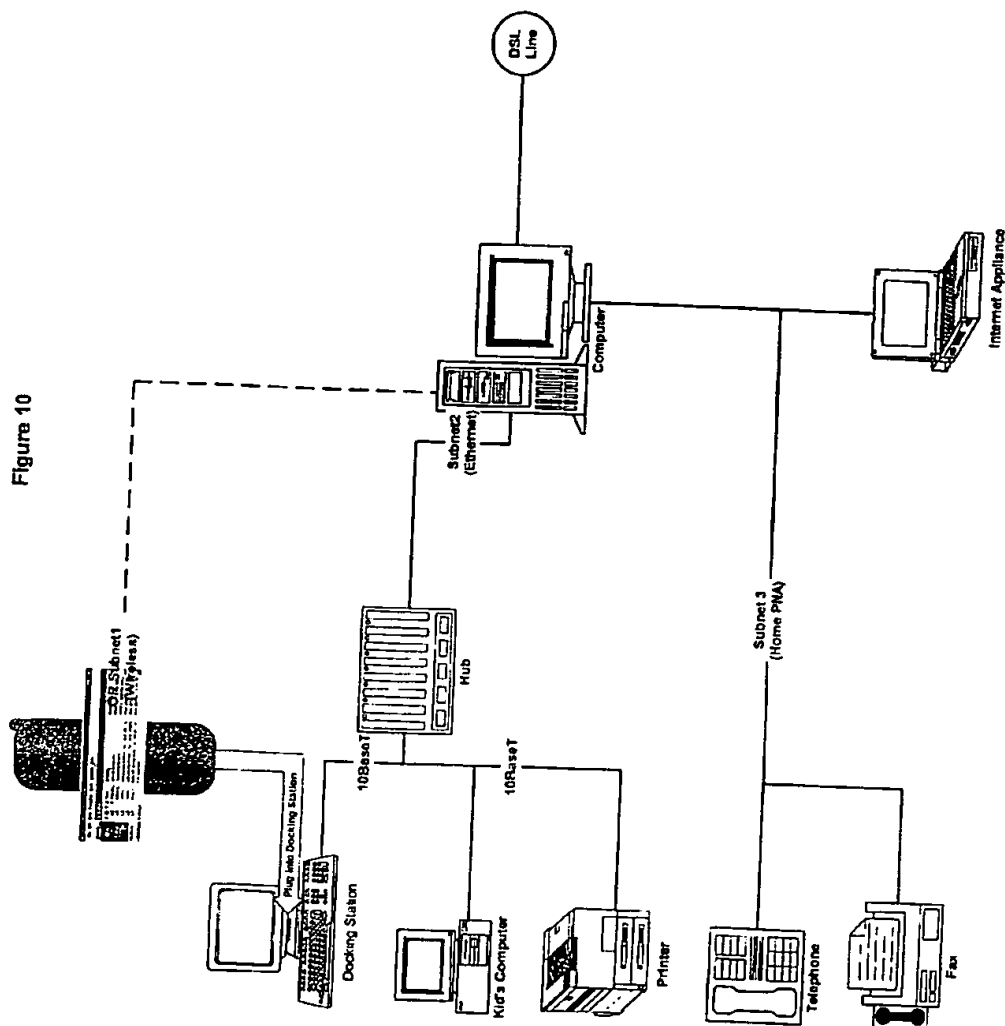 Figure 10
DSL
Line
OR Subnet1
(Wireless)
Plug into Docking Station
Docking Station
Subnet2
(Ethernet)
Computer
10BaseT
Hub
Kid's Computer
10BaseT
Printer
Subnet 3
(Home PNA)
Telephone
Fax
Internet Appliance